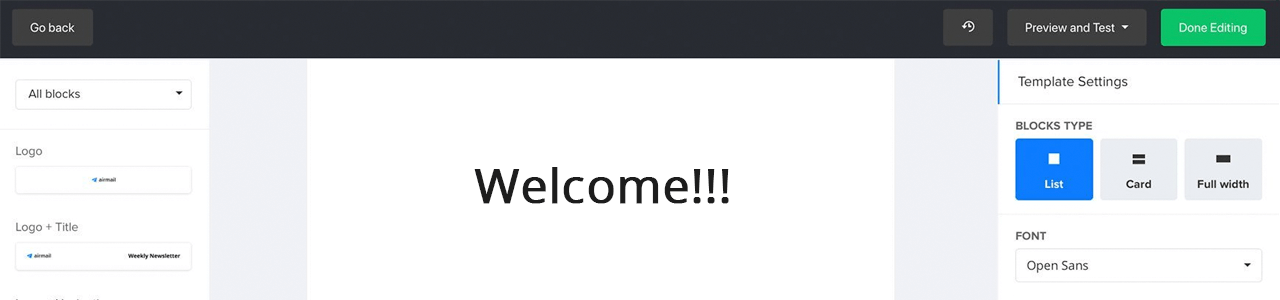 Go back
Preview and Test
Done Editing
All blocks
Logo
airmail
Logo + Title
airmail Weekly Newsletter
Welcome!!!
Template Settings
BLOCKS TYPE
List Card Full width
FONT
Open Sans